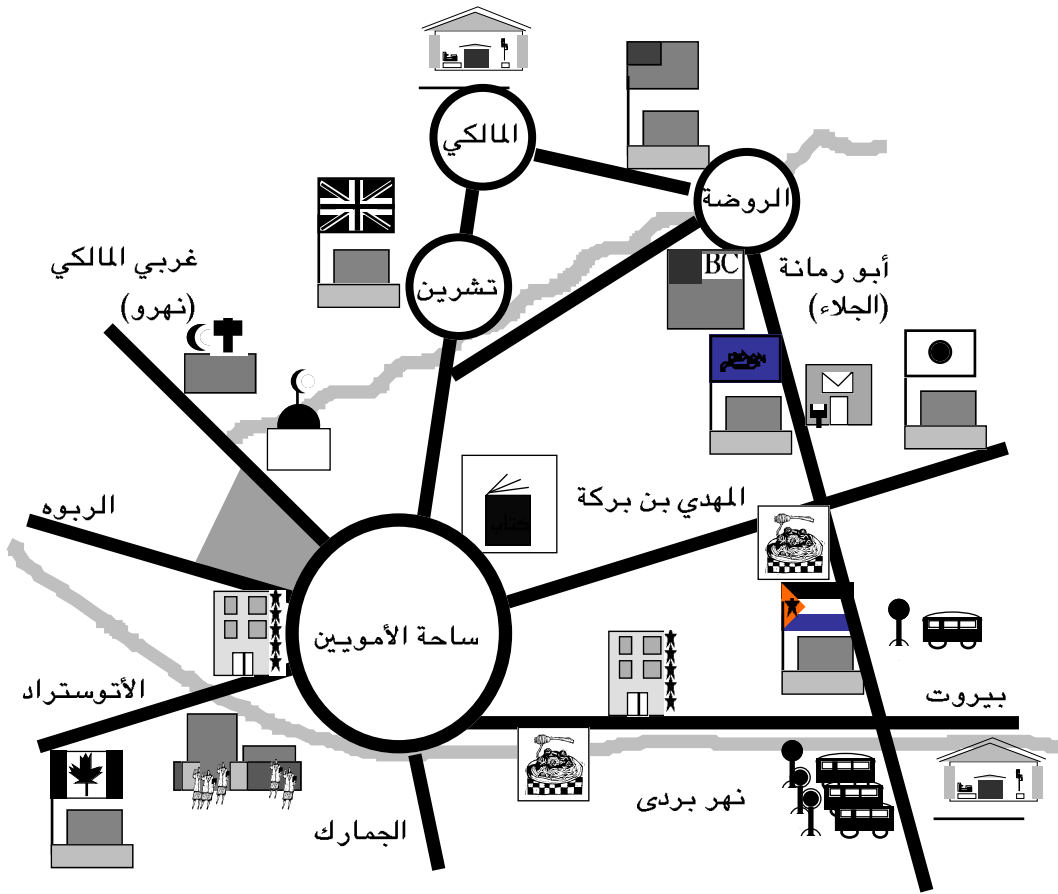 المالكي
الروضة
غربي المالكي
(نهرو)
تشرين
أبو رمانة
(الجلاء)
BC
الربوه
كتاب
المهدي بن بركة
ساحة الأمويين
الأتوستراد
بيروت
نهر بردى
الجمارك